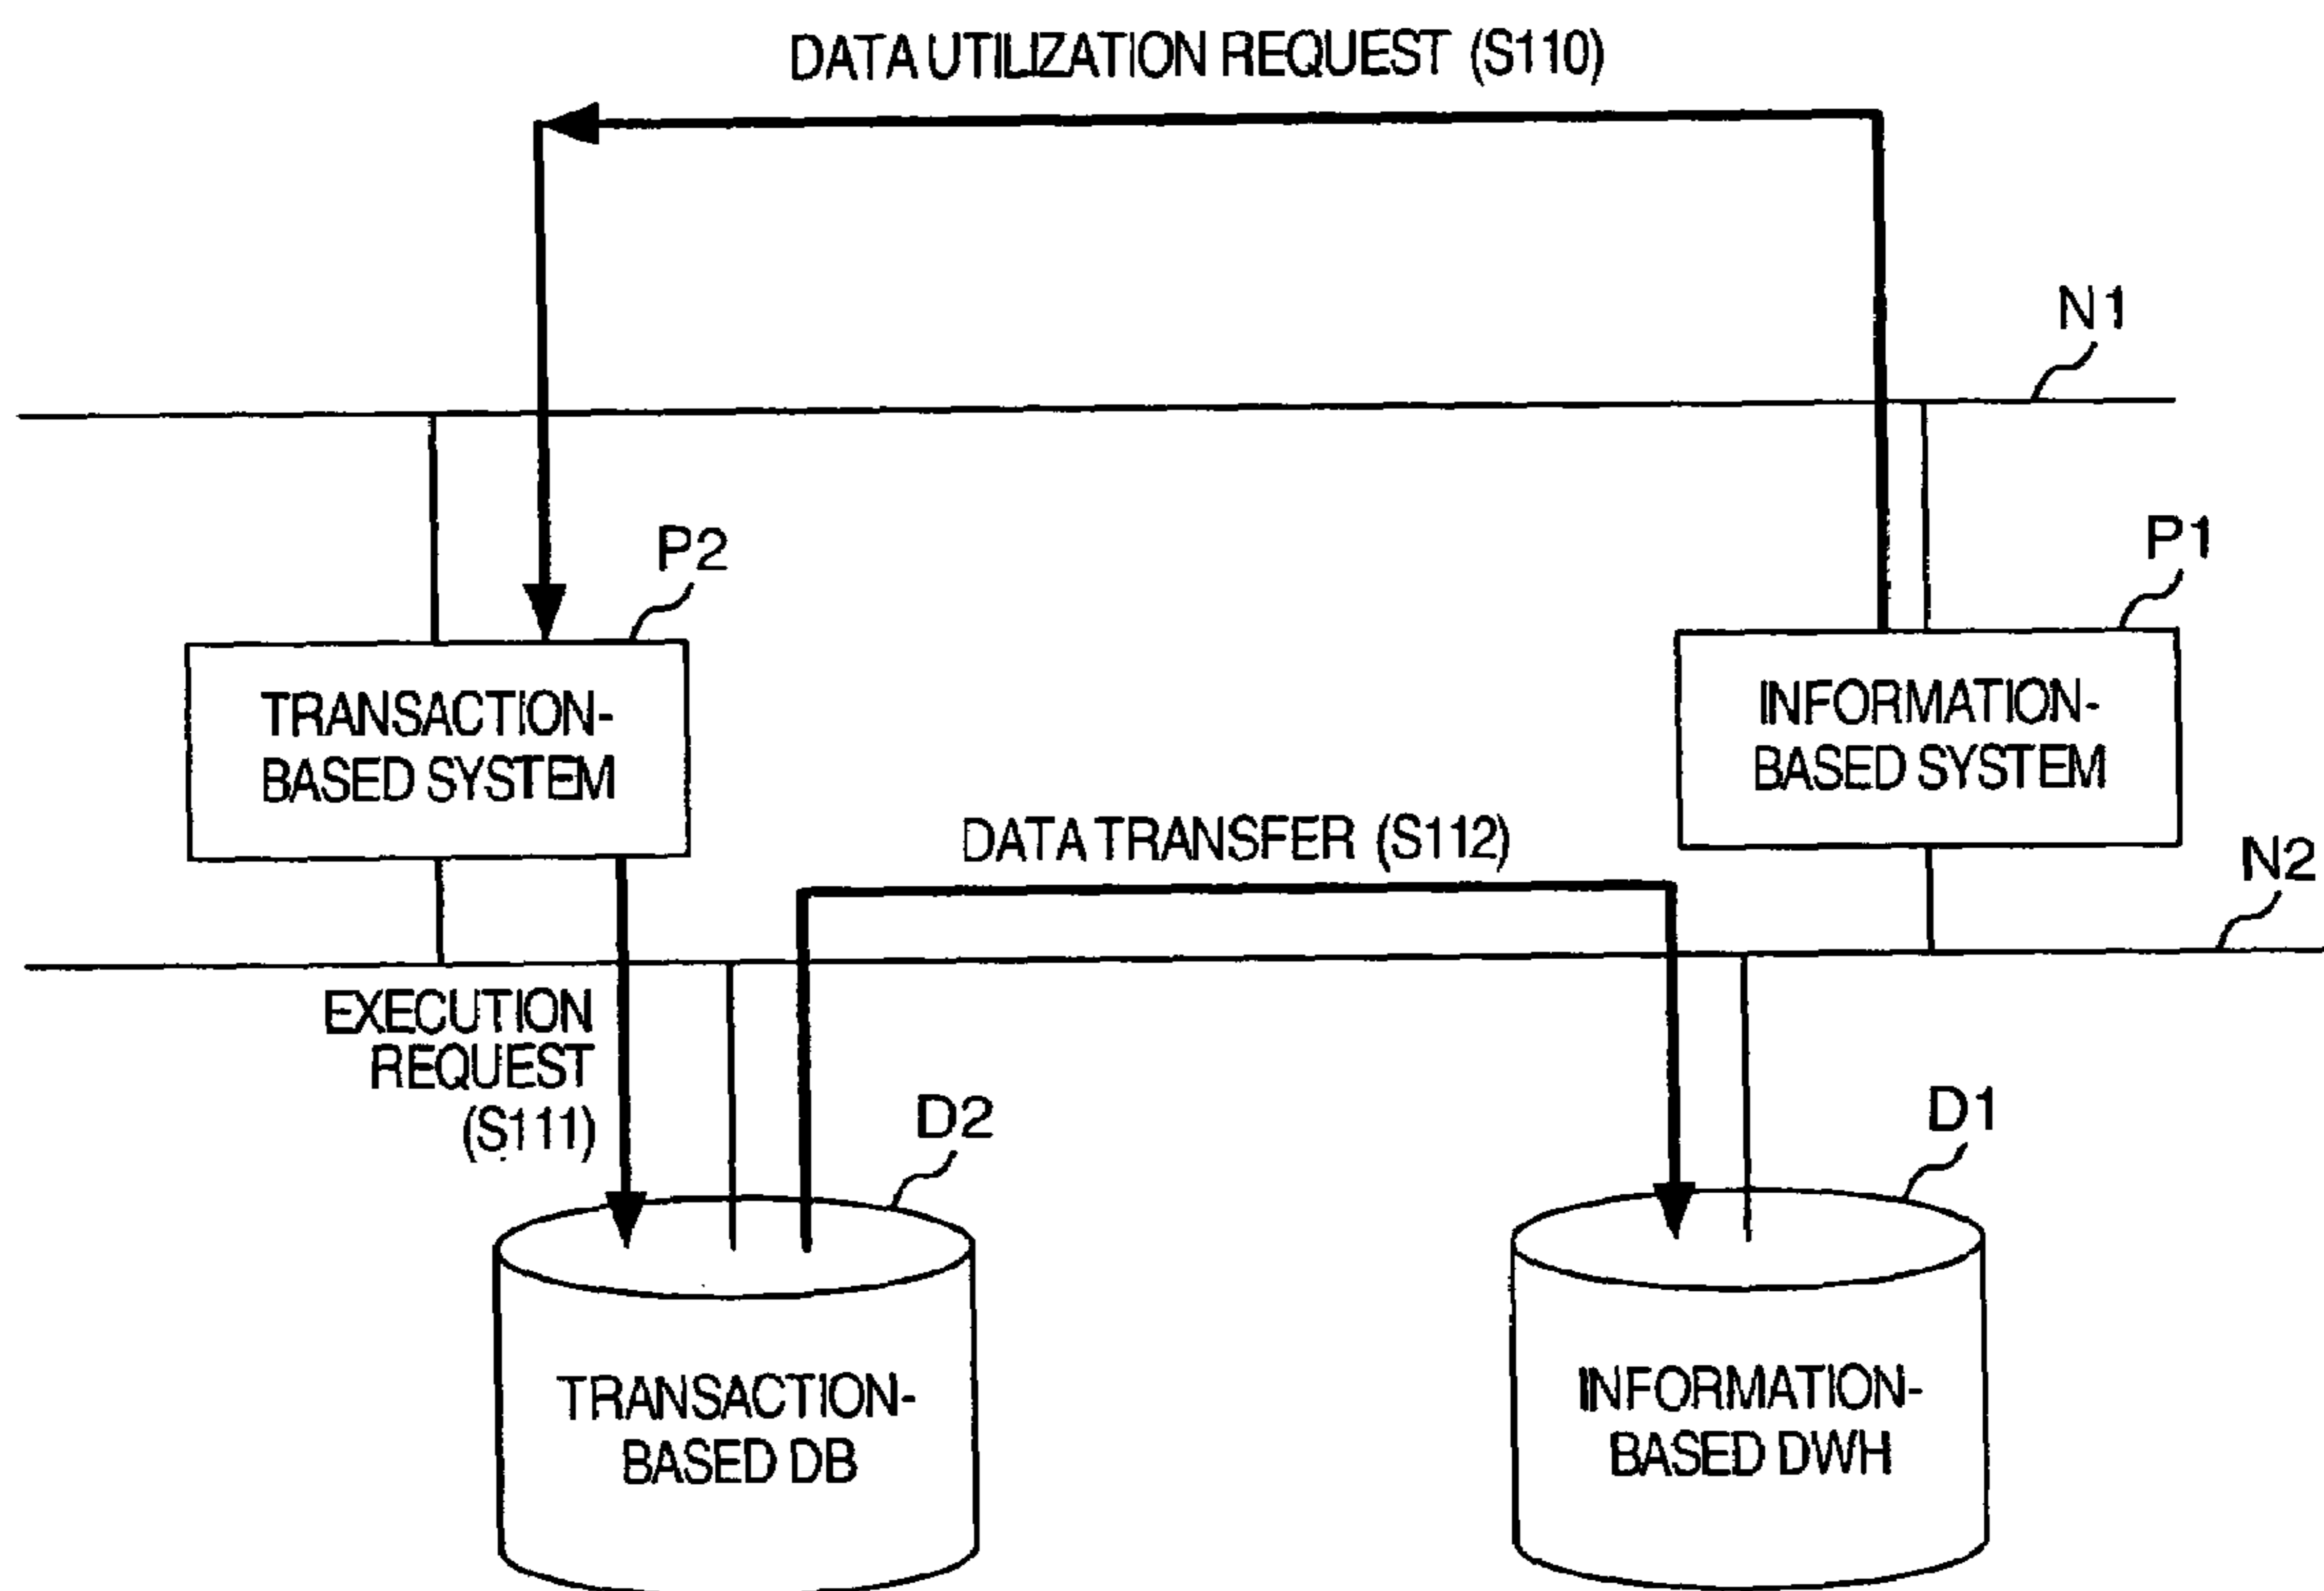 DATA UTILIZATION REQUEST (S110)
N1
P2
P1
TRANSACTION-
BASED SYSTEM
INFORMATION-
BASED SYSTEM
DATA TRANSFER (S112)
N2
EXECUTION
REQUEST
(S111)
D2
D1
TRANSACTION-
BASED DB
INFORMATION-
BASED DWH